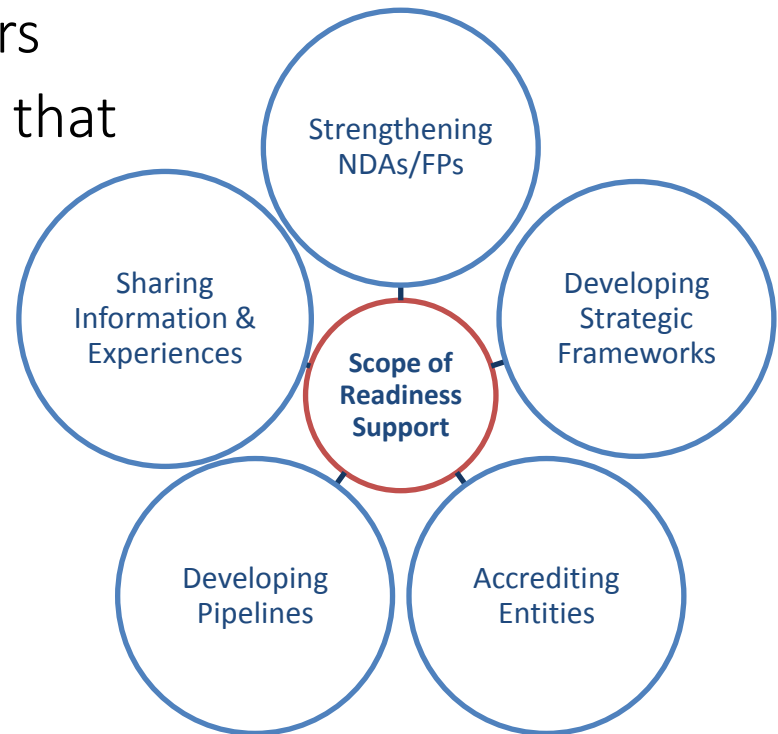 rs
that
Strengthening
NDAs/FPs
Sharing
Information &
Experiences
Developing
Strategic
Frameworks
Scope of
Readiness
Support
Developing
Pipelines
Accrediting
Entities